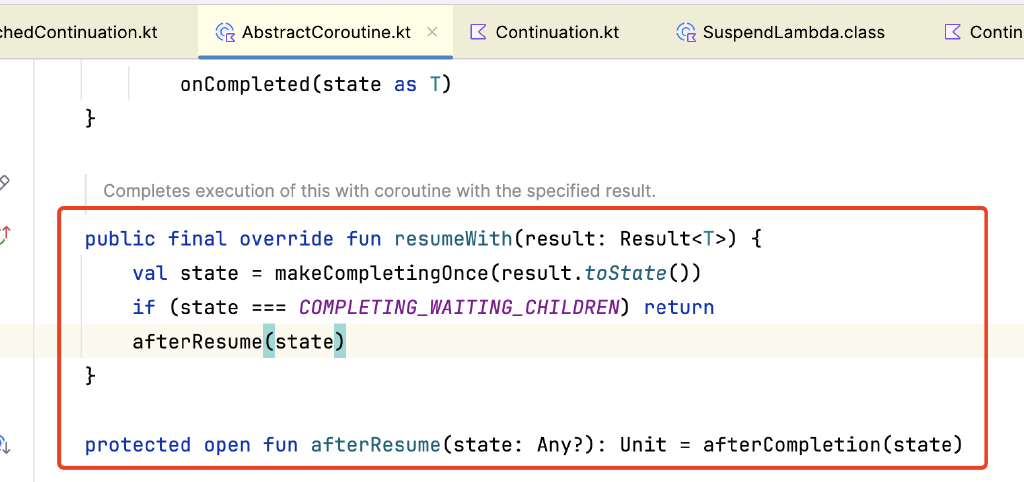 chedContinuation.kt AbstractCoroutine.kt × Continuation.kt SuspendLambda.class Contin
onCompleted(state as T)
}
Completes execution of this with coroutine with the specified result.
public final override fun resumeWith(result: Result<T>) {
val state = makeCompletingOnce(result.toState())
if (state === COMPLETING_WAITING_CHILDREN) return
afterResume(state)
}
protected open fun afterResume(state: Any?): Unit = afterCompletion(state)